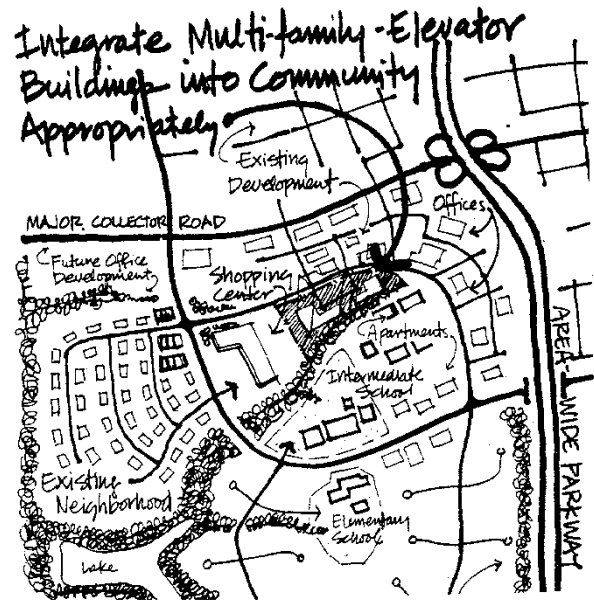 Integrate Multi-family-Elevator
Buildings into Community
Appropriately
Existing
Development
MAJOR COLLECTOR ROAD
Offices
Future Office
Development
Shopping
Center
Apartments
Intermediate
School
AREA-WIDE PARKWAY
Existing
Neighborhood
Elementary
School
Lake